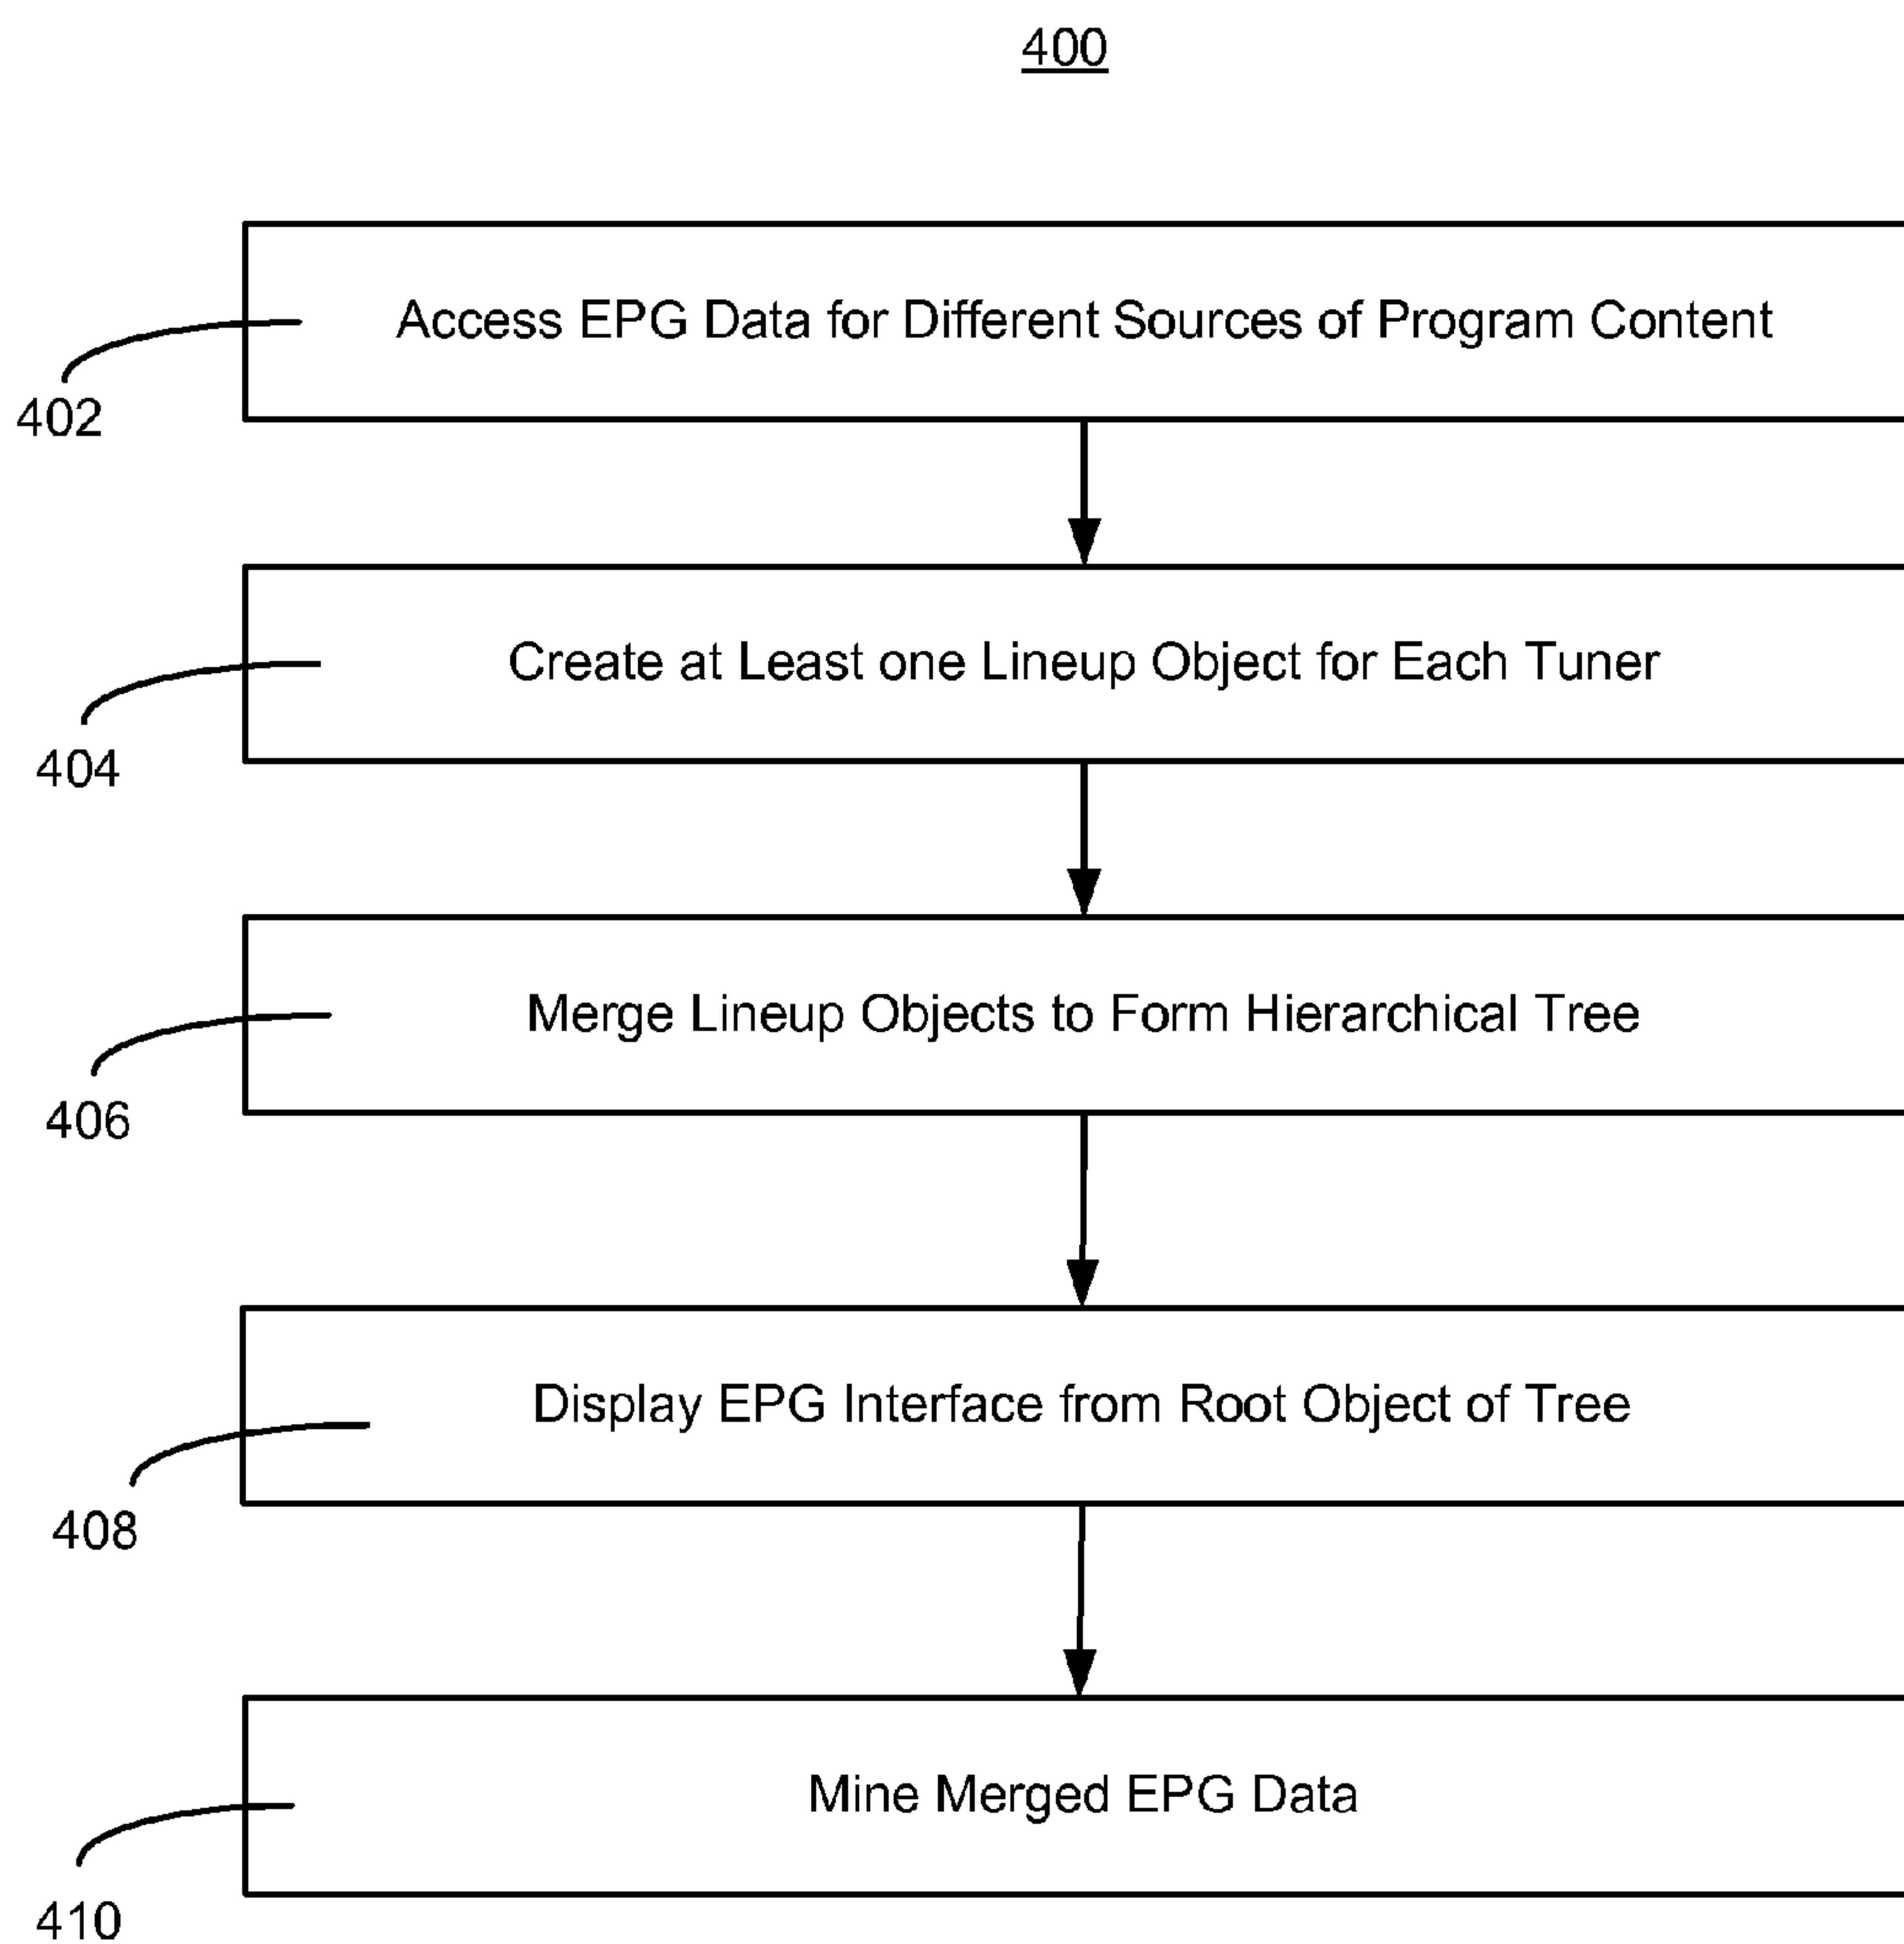 400
Access EPG Data for Different Sources of Program Content
402
Create at Least one Lineup Object for Each Tuner
404
Merge Lineup Objects to Form Hierarchical Tree
406
Display EPG Interface from Root Object of Tree
408
Mine Merged EPG Data
410